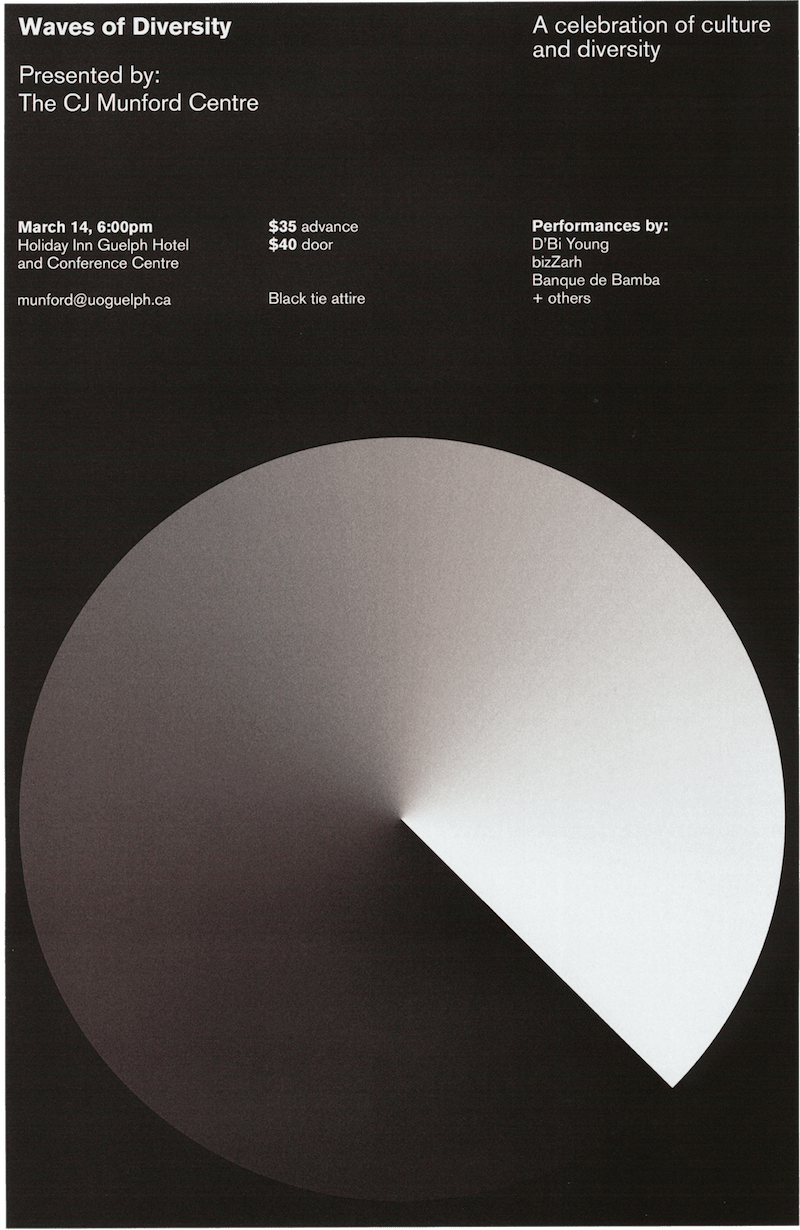 Waves of Diversity
Presented by:
The CJ Munford Centre
A celebration of culture
and diversity
March 14, 6:00pm
Holiday Inn Guelph Hotel
and Conference Centre
munford@uoguelph.ca
$35 advance
$40 door
Black tie attire
Performances by:
D'Bi Young
bizZarh
Banque de Bamba
+ others